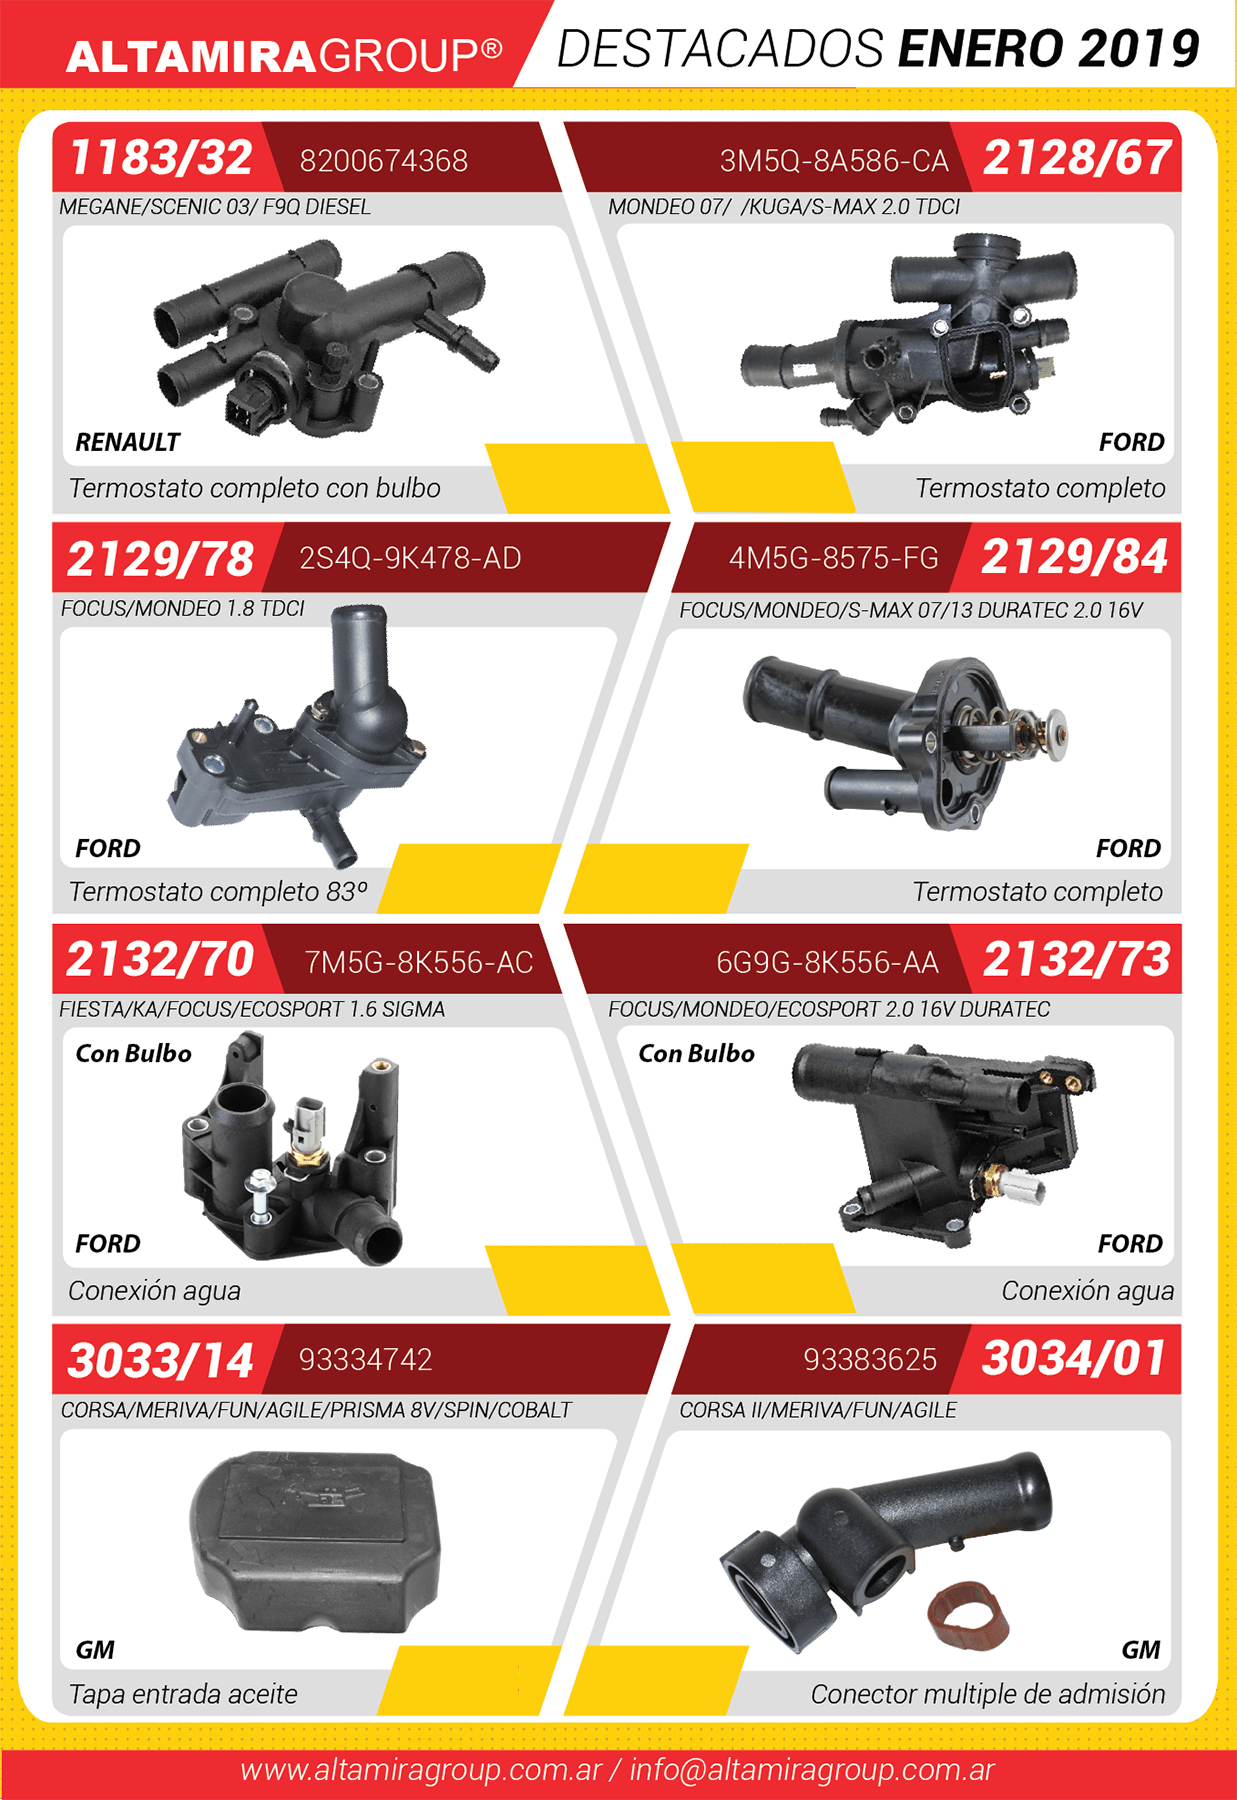 ALTAMIRAGROUP®
DESTACADOS ENERO 2019
1183/32
8200674368
MEGANE/SCENIC 03/ F9Q DIESEL
RENAULT
Termostato completo con bulbo
3M5Q-8A586-CA
2128/67
MONDEO 07/ /KUGA/S-MAX 2.0 TDCI
FORD
Termostato completo
2129/78
2S4Q-9K478-AD
FOCUS/MONDEO 1.8 TDCI
FORD
Termostato completo 83º
4M5G-8575-FG
2129/84
FOCUS/MONDEO/S-MAX 07/13 DURATEC 2.0 16V
FORD
Termostato completo
2132/70
7M5G-8K556-AC
FIESTA/KA/FOCUS/ECOSPORT 1.6 SIGMA
Con Bulbo
FORD
Conexión agua
6G9G-8K556-AA
2132/73
FOCUS/MONDEO/ECOSPORT 2.0 16V DURATEC
Con Bulbo
FORD
Conexión agua
3033/14
93334742
CORSA/MERIVA/FUN/AGILE/PRISMA 8V/SPIN/COBALT
GM
Tapa entrada aceite
93383625
3034/01
CORSA II/MERIVA/FUN/AGILE
GM
Conector multiple de admisión
www.altamiragroup.com.ar / info@altamiragroup.com.ar